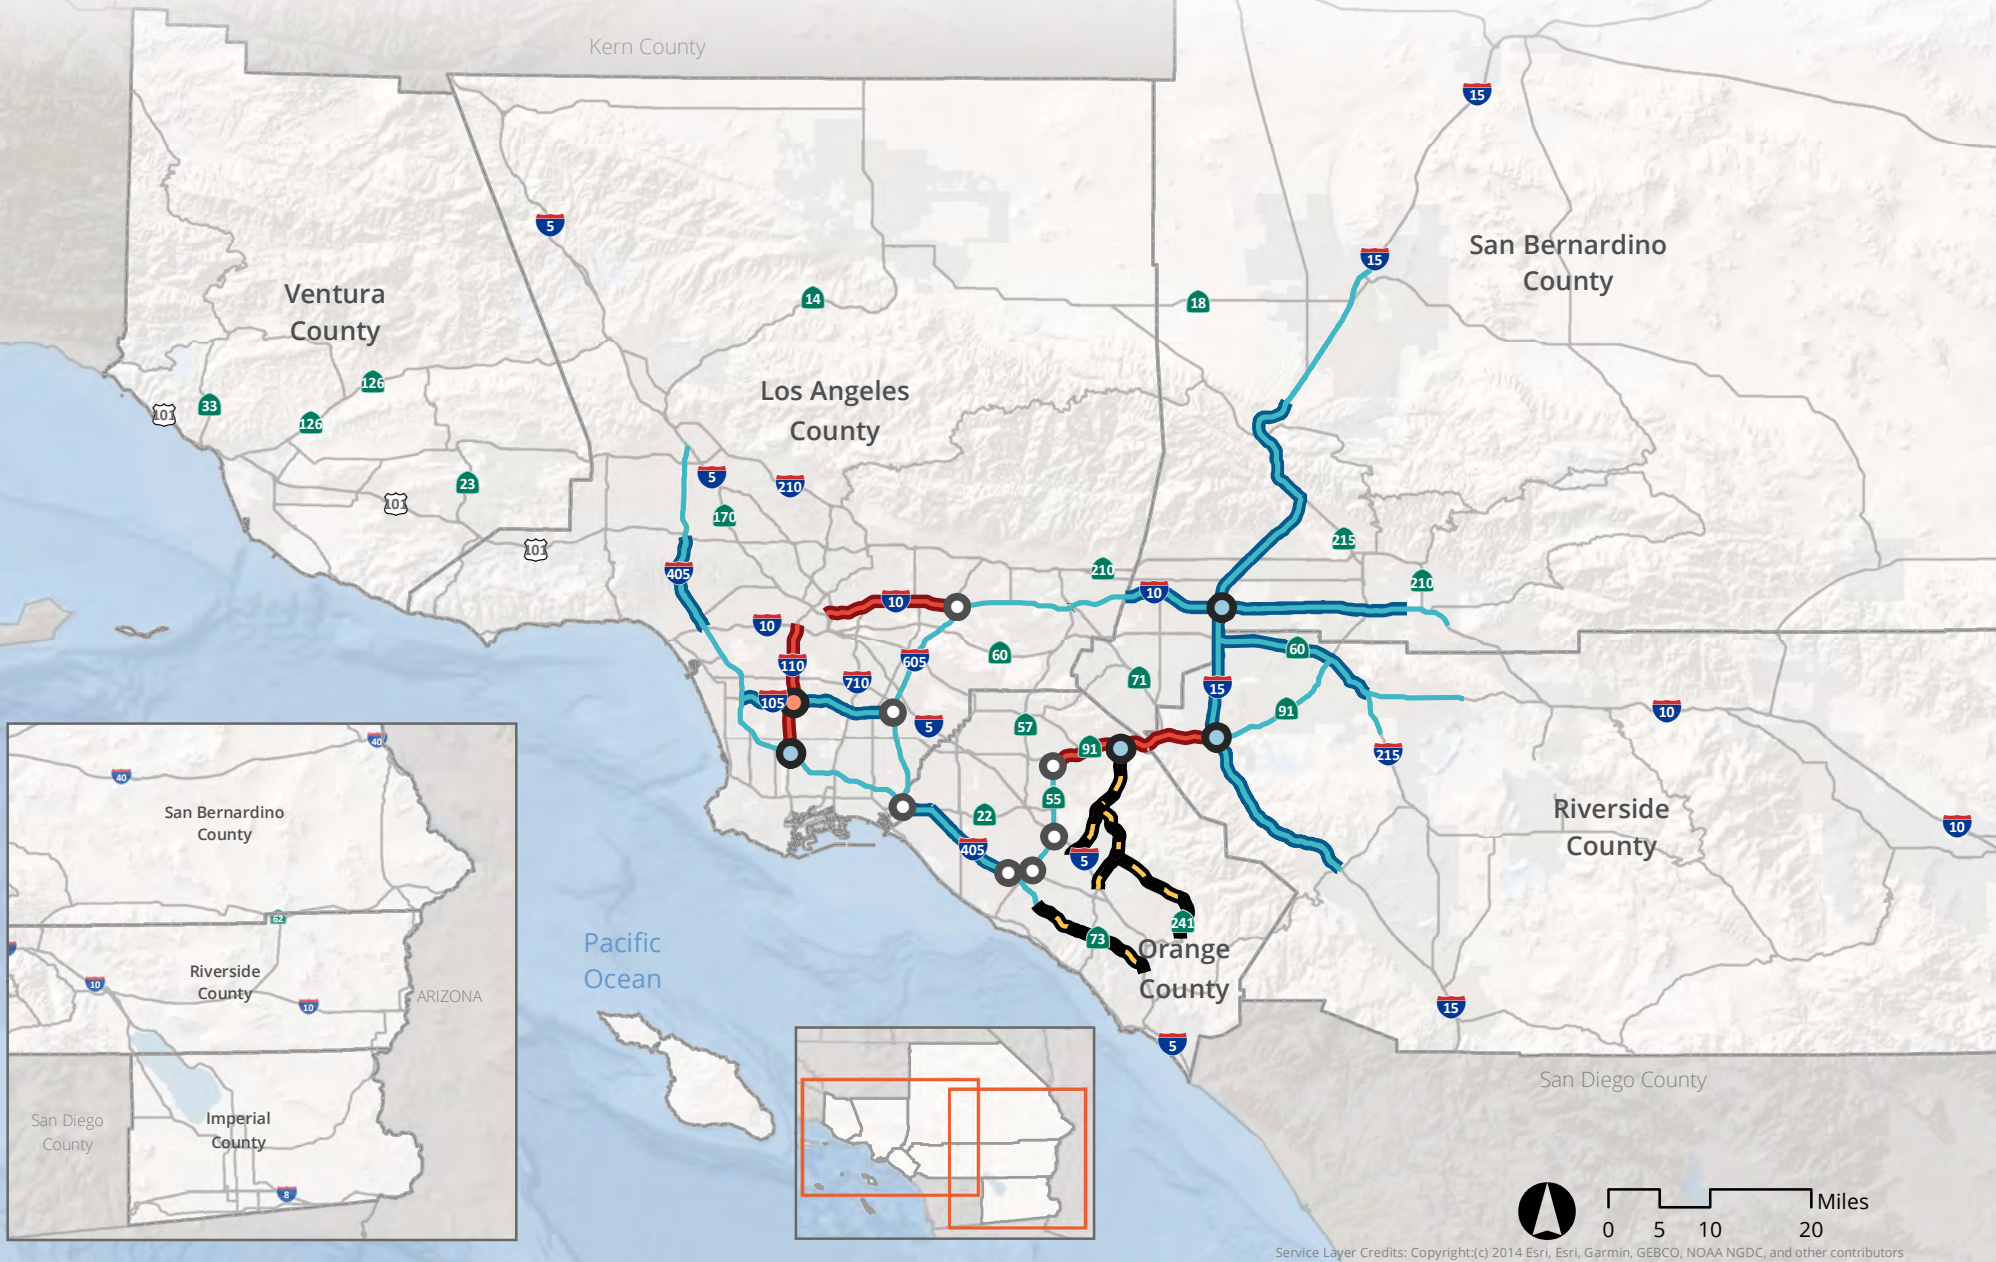 Kern County
15
5
San Bernardino
County
15
Ventura
County
14
18
126
Los Angeles
County
33
101
126
5
210
23
101
170
215
101
405
210
210
10
10
10
60
60
110
605
71
710
105
15
91
10
5
57
91
215
55
22
Riverside
County
10
405
5
241
73
Orange
County
Pacific
Ocean
15
5
San Diego County
40
40
San Bernardino
County
62
Riverside
County
10
10
ARIZONA
San Diego
County
Imperial
County
8
Miles
0 5 10 20
Service Layer Credits: Copyright:(c) 2014 Esri, Esri, Garmin, GEBCO, NOAA NGDC, and other contributors